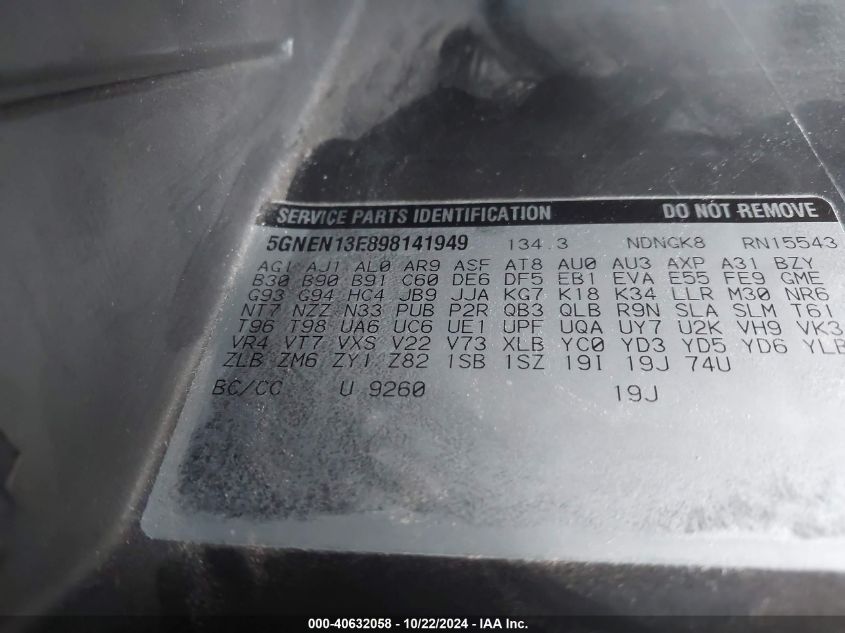 SERVICE PARTS IDENTIFICATION DO NOT REMOVE
5GNEN13E898141949 134.3 NDNGK8 RN15543
AG1 AJ1 AL0 AR9 ASF AT8 AU0 AU3 AXP A31 BZY
B30 B90 B91 C60 DE6 DF5 EB1 EVA E55 FE9 GME
G93 G94 HC4 JB9 JJA KG7 K18 K34 LLR M30 NR6
NT7 NZZ N33 PUB P2R QB3 QLB R9N SLA SLM T61
T96 T98 UA6 UC6 UE1 UPF UQA UY7 U2K VH9 VK3
VR4 VT7 VXS V22 V73 XLB YC0 YD3 YD5 YD6 YLB
ZLB ZM6 ZY1 Z82 1SB 1SZ 19I 19J 74U
BC/CC U 9260 19J
000-40632058 - 10/22/2024 - IAA Inc.